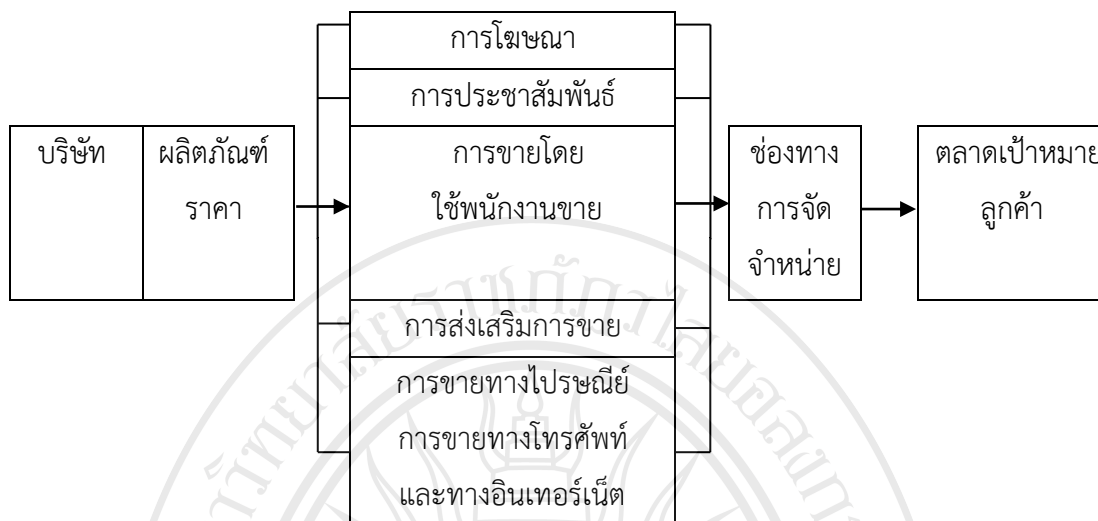 บริษัท
ผลิตภัณฑ์
ราคา
การโฆษณา
การประชาสัมพันธ์
การขายโดย
ใช้พนักงานขาย
การส่งเสริมการขาย
การขายทางไปรษณีย์
การขายทางโทรศัพท์
และทางอินเทอร์เน็ต
ช่องทาง
การจัด
จำหน่าย
ตลาดเป้าหมาย
ลูกค้า